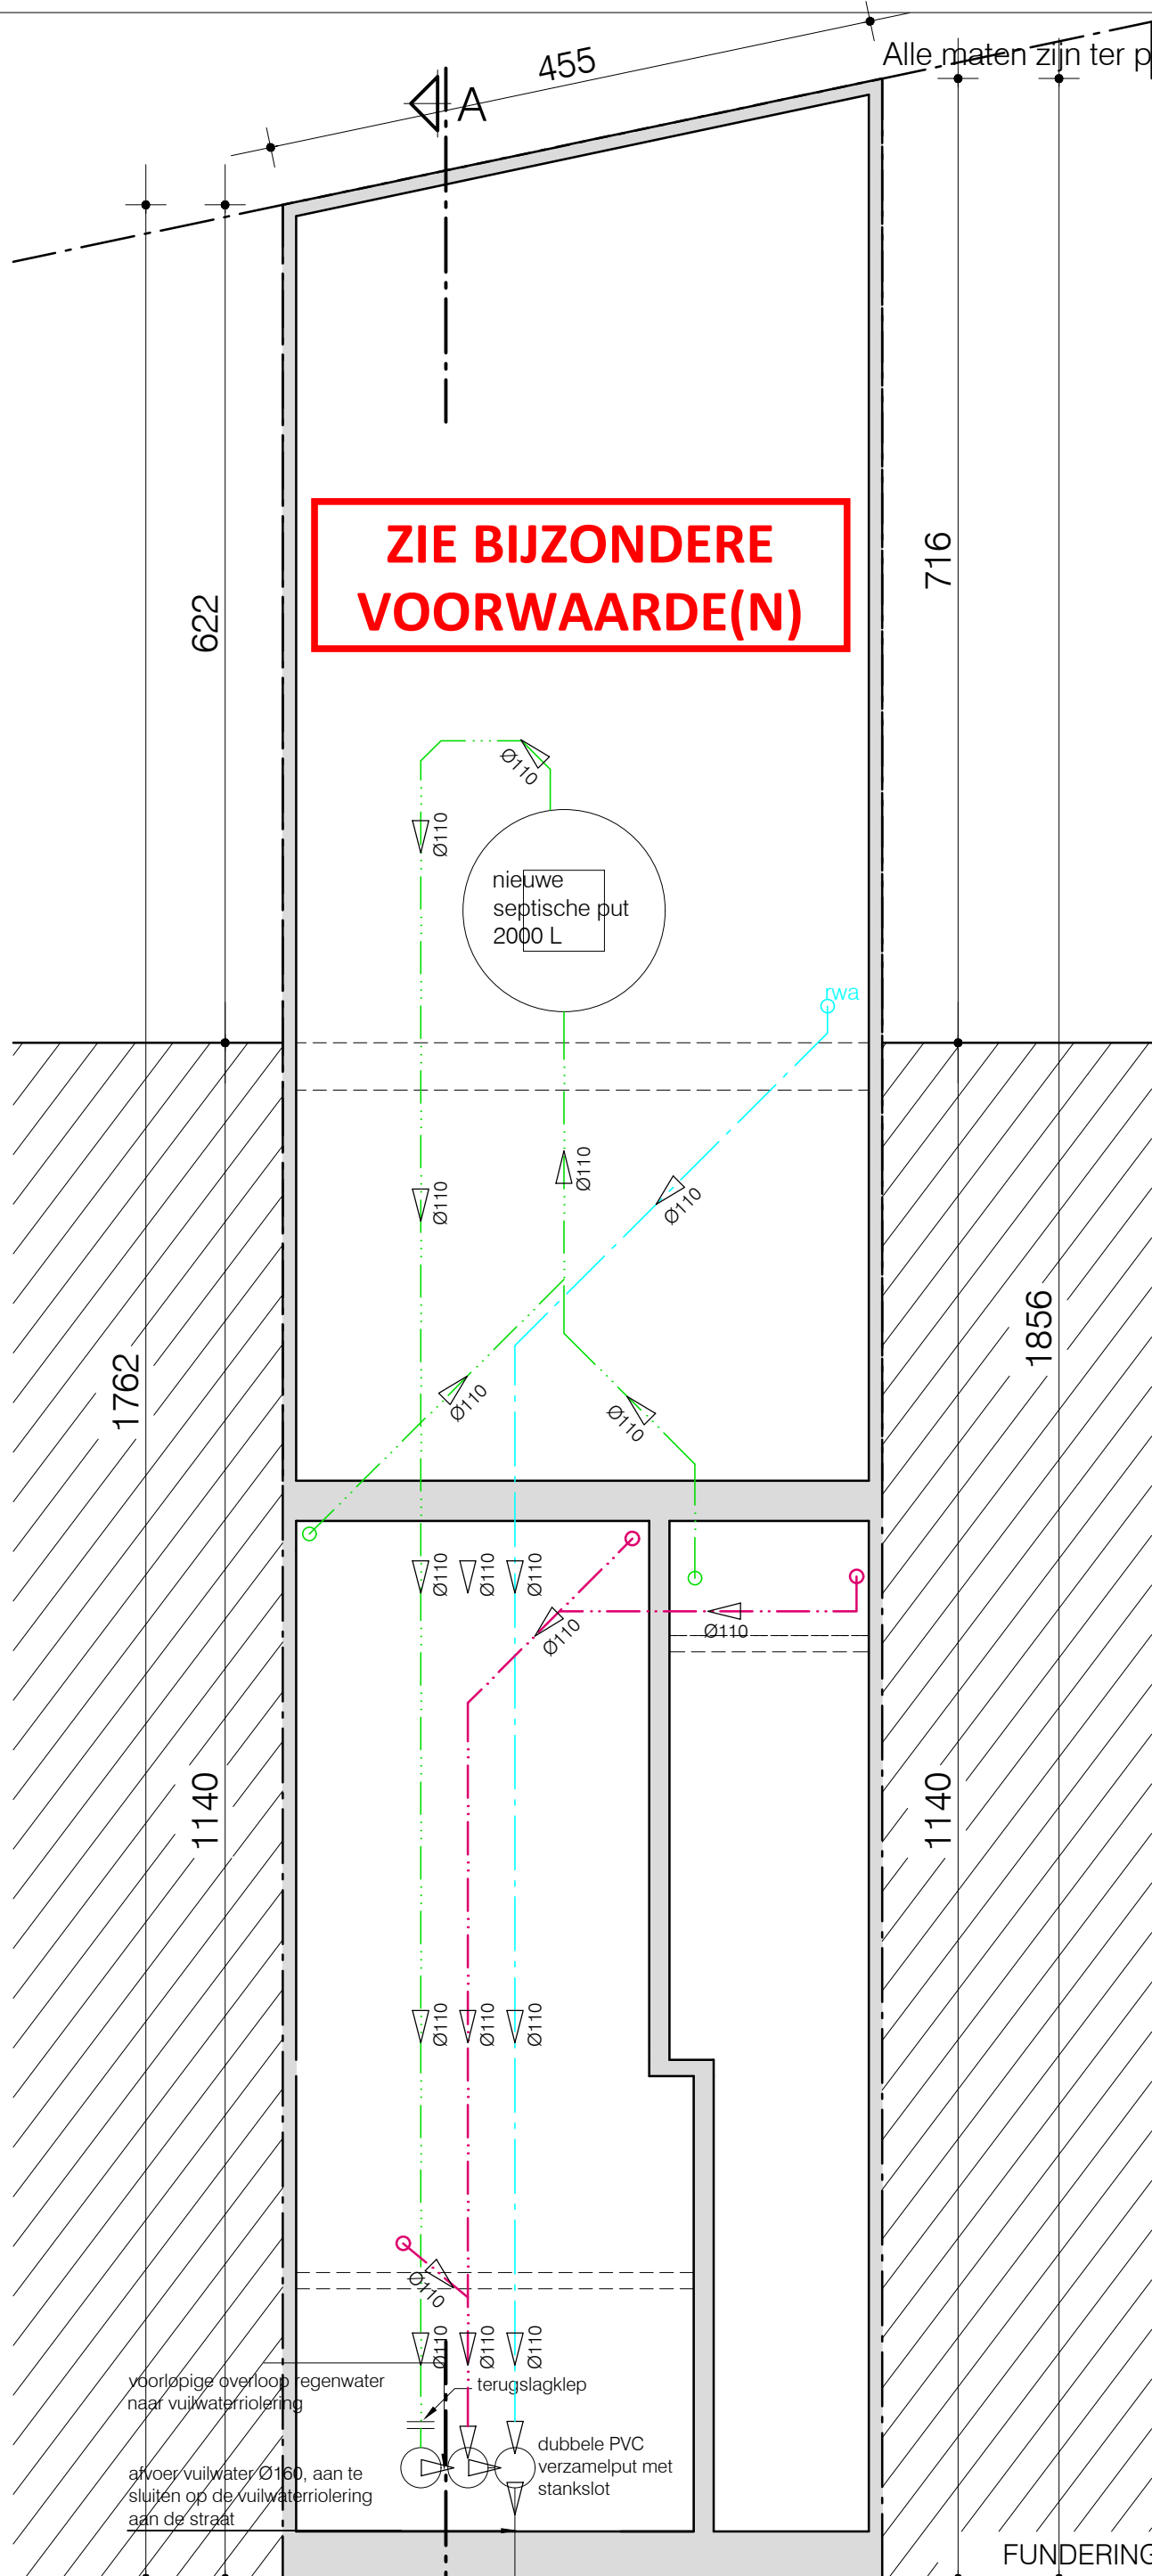 455
Alle maten zijn ter p
A
ZIE BIJZONDERE
VOORWAARDE(N)
716
622
Ø110
Ø110
nieuwe
septische put
2000 L
rwa
Ø110
Ø110
Ø110
1856
1762
Ø110
Ø110
Ø110
Ø110
Ø110
Ø110
Ø110
1140
1140
Ø110
Ø110
Ø110
Ø110
Ø110
Ø110
Ø110
voorlopige overloop regenwater
naar vuilwaterriolering
terugslagklep
dubbele PVC
verzamelput met
stankslot
afvoer vuilwater Ø160, aan te
sluiten op de vuilwaterriolering
aan de straat
FUNDERING